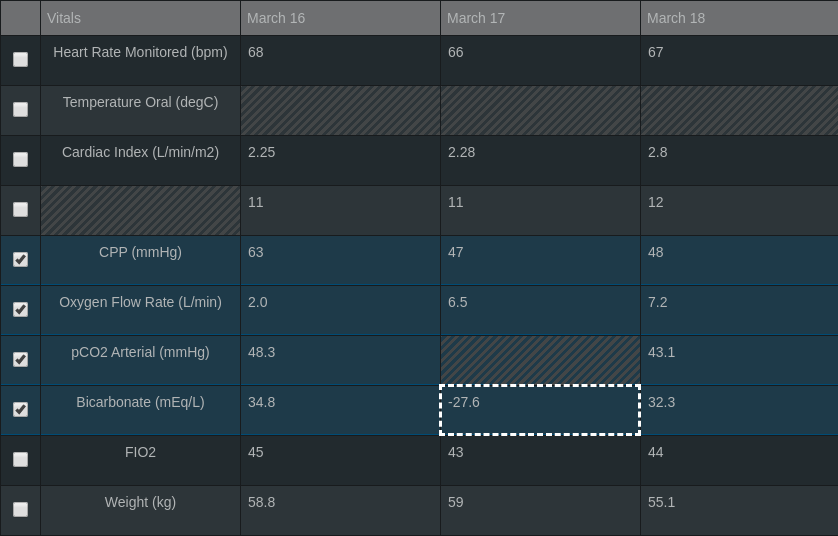 Vitals March 16 March 17 March 18
Heart Rate Monitored (bpm) 68 66 67
Temperature Oral (degC)
Cardiac Index (L/min/m2) 2.25 2.28 2.8
11 11 12
CPP (mmHg) 63 47 48
Oxygen Flow Rate (L/min) 2.0 6.5 7.2
pCO2 Arterial (mmHg) 48.3 43.1
Bicarbonate (mEq/L) 34.8 -27.6 32.3
FIO2 45 43 44
Weight (kg) 58.8 59 55.1